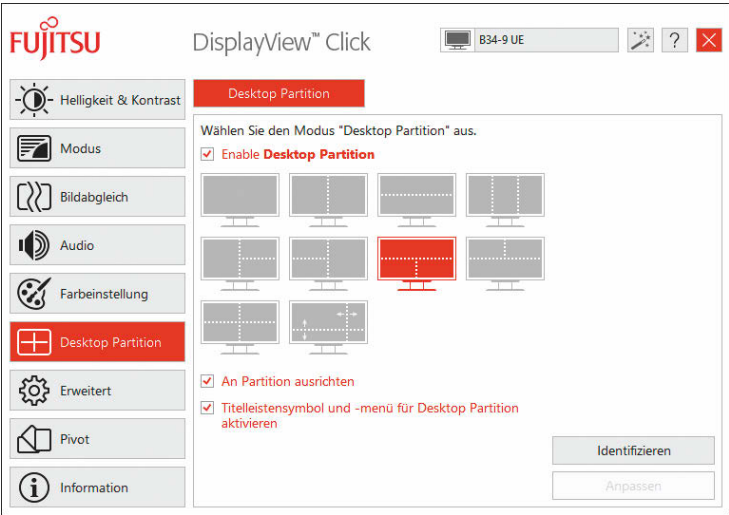 FUJITSU
DisplayView™ Click
B34-9 UE
?
Helligkeit & Kontrast
Modus
Bildabgleich
Audio
Farbeinstellung
Desktop Partition
Erweitert
Pivot
Information
Desktop Partition
Wählen Sie den Modus "Desktop Partition" aus.
Enable Desktop Partition
An Partition ausrichten
Titelleistensymbol und -menü für Desktop Partition
aktivieren
Identifizieren
Anpassen